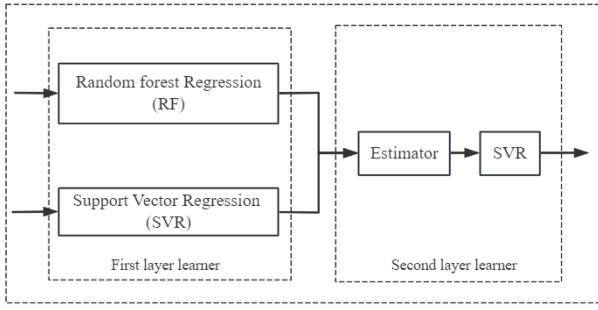 Random forest Regression
(RF)
Support Vector Regression
(SVR)
First layer learner
Estimator
SVR
Second layer learner